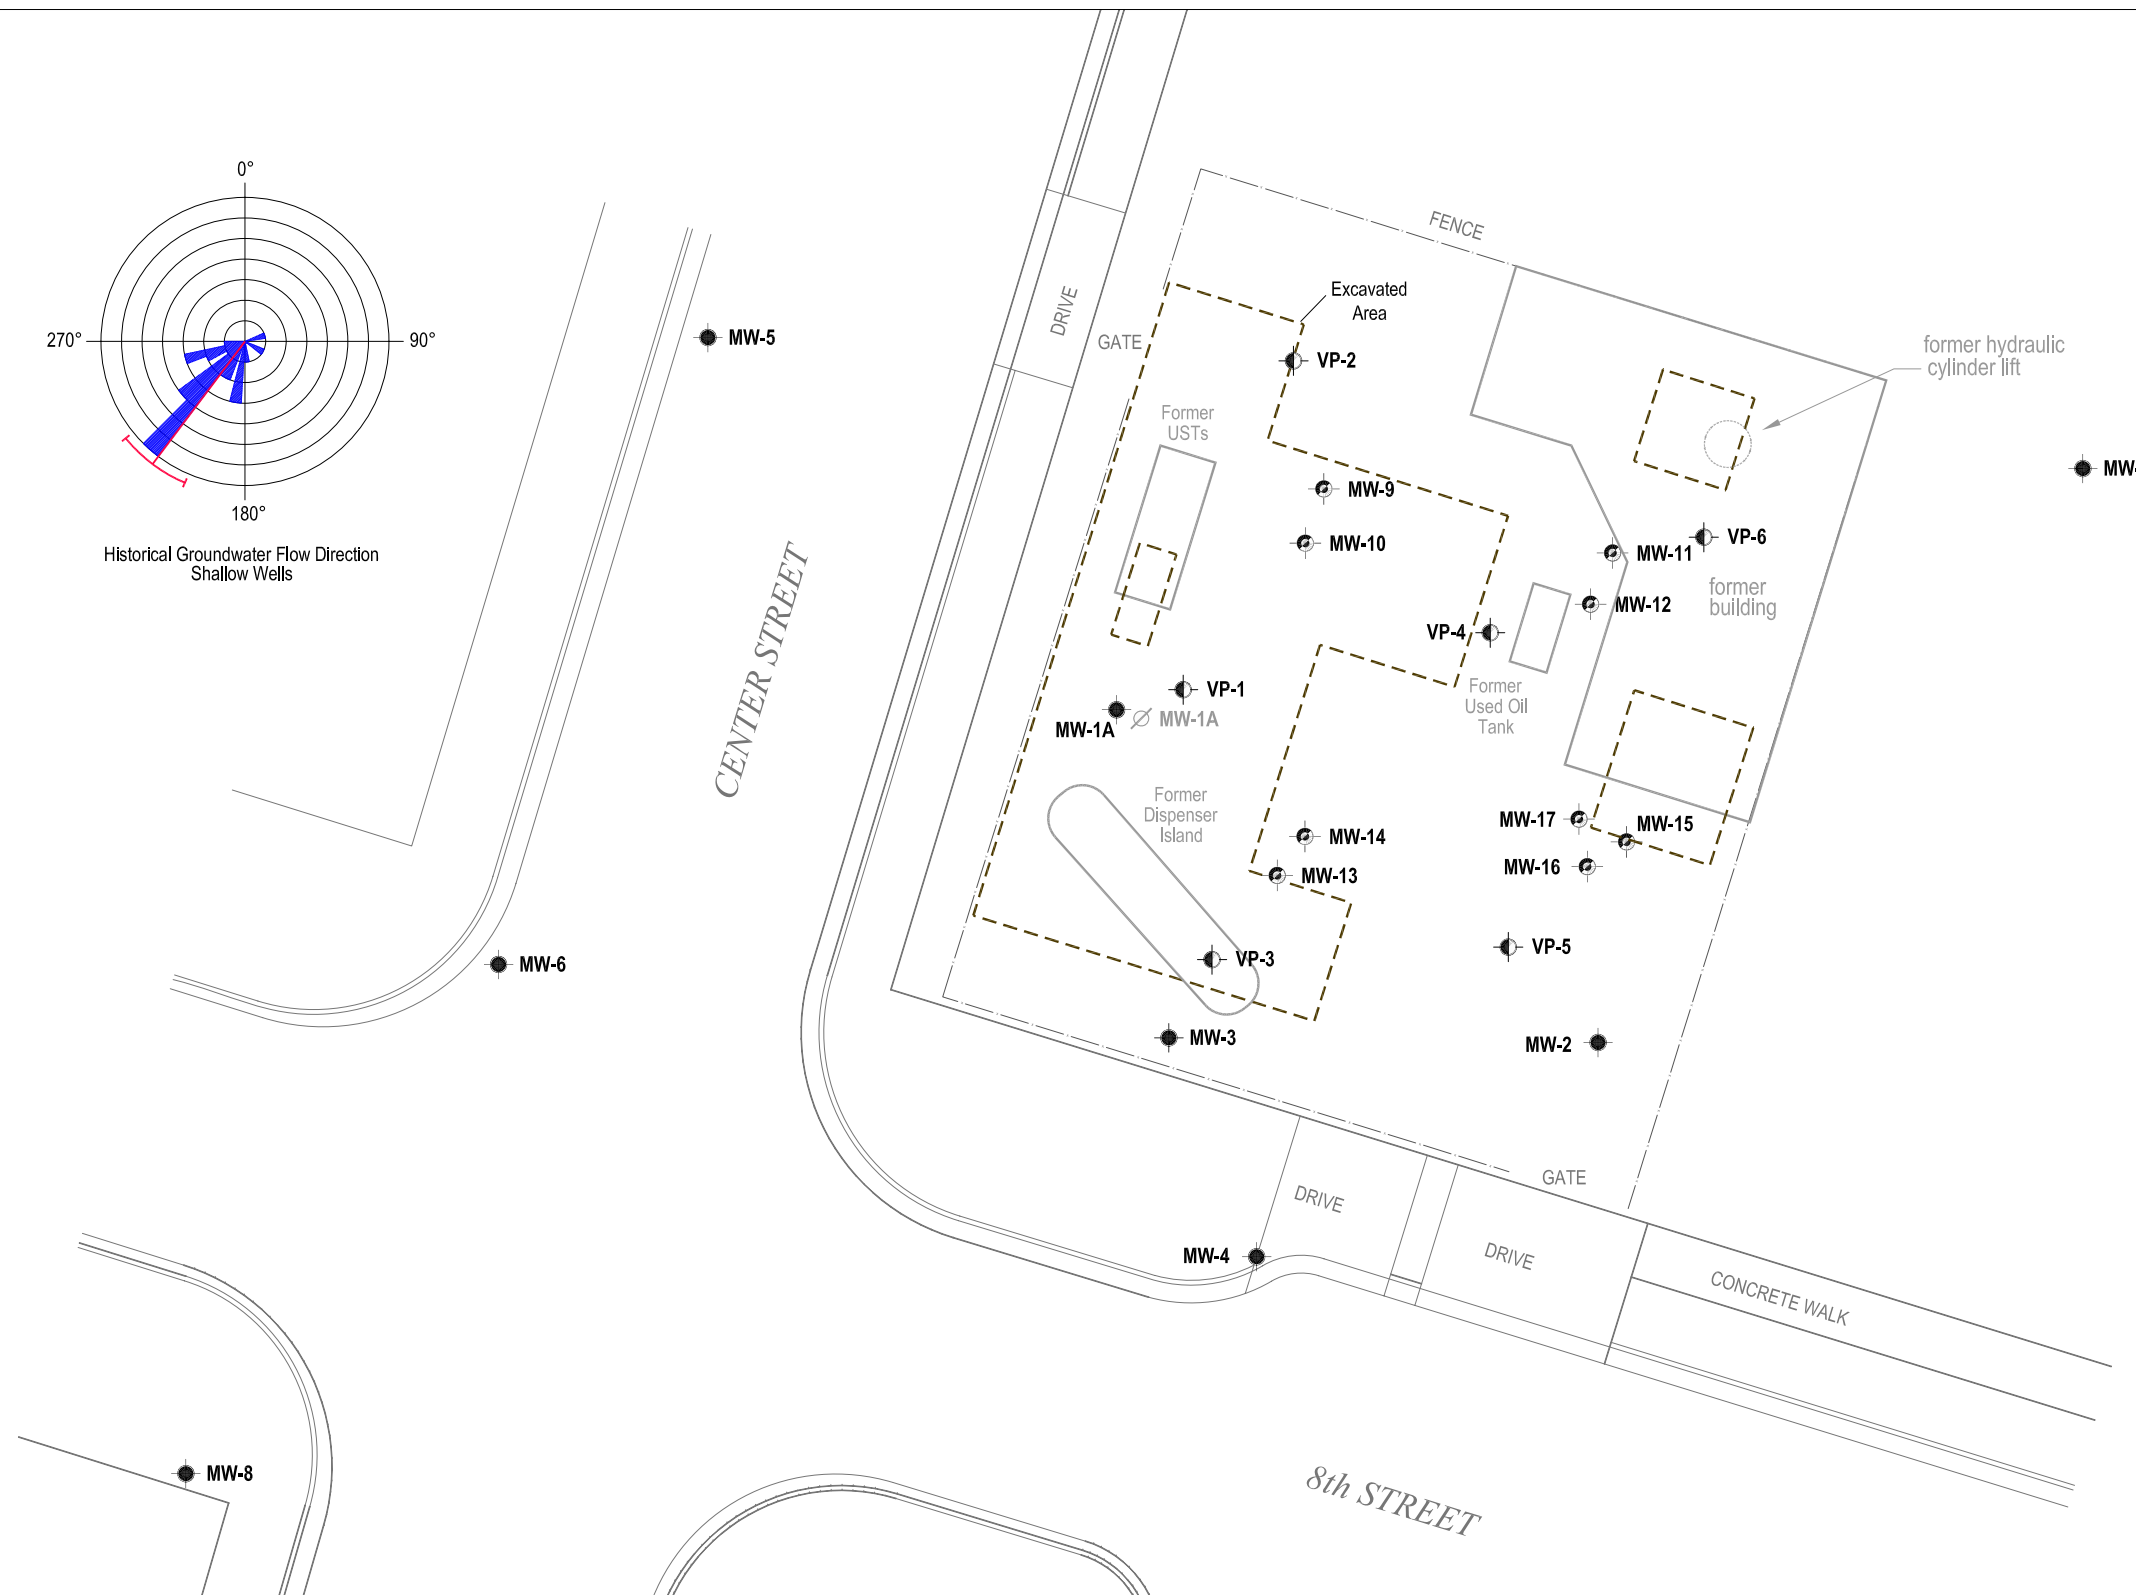 0°
270°
90°
180°
Historical Groundwater Flow Direction
Shallow Wells
MW-5
CENTER STREET
DRIVE
GATE
FENCE
Excavated
Area
VP-2
Former
USTs
former hydraulic
cylinder lift
MW-
MW-9
MW-10
MW-11
VP-6
MW-12
former
building
VP-4
Former
Used Oil
Tank
VP-1
MW-1A
MW-1A
Former
Dispenser
Island
MW-17
MW-15
MW-14
MW-16
MW-13
VP-5
VP-3
MW-6
MW-3
MW-2
GATE
DRIVE
MW-4
DRIVE
CONCRETE WALK
MW-8
8th STREET